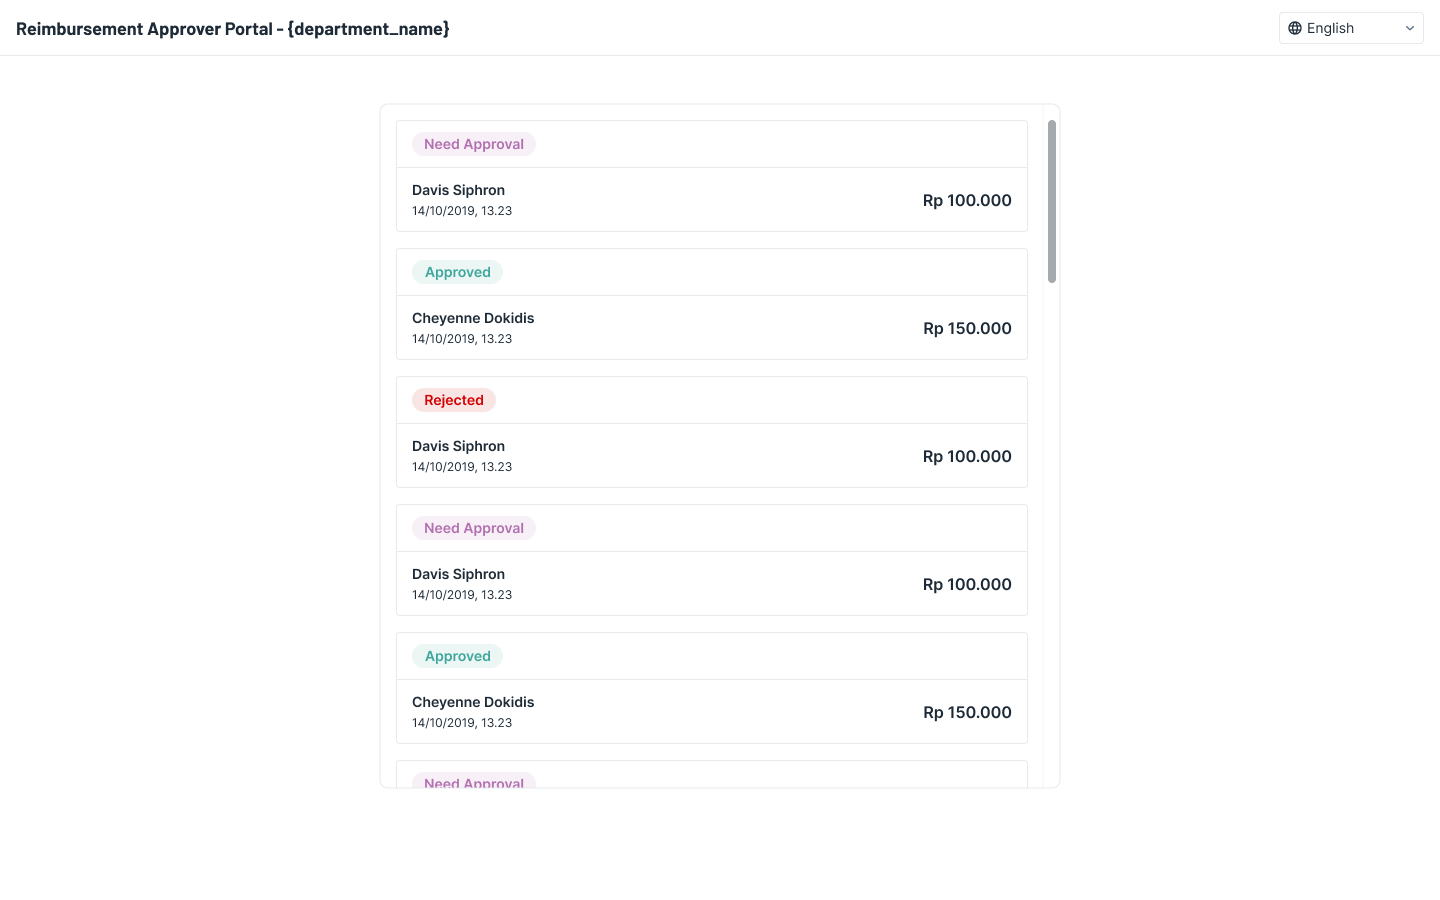 Reimbursement Approver Portal - {department_name}
English
Need Approval
Davis Siphron
14/10/2019, 13.23
Rp 100.000
Approved
Cheyenne Dokidis
14/10/2019, 13.23
Rp 150.000
Rejected
Davis Siphron
14/10/2019, 13.23
Rp 100.000
Need Approval
Davis Siphron
14/10/2019, 13.23
Rp 100.000
Approved
Cheyenne Dokidis
14/10/2019, 13.23
Rp 150.000
Need Approval